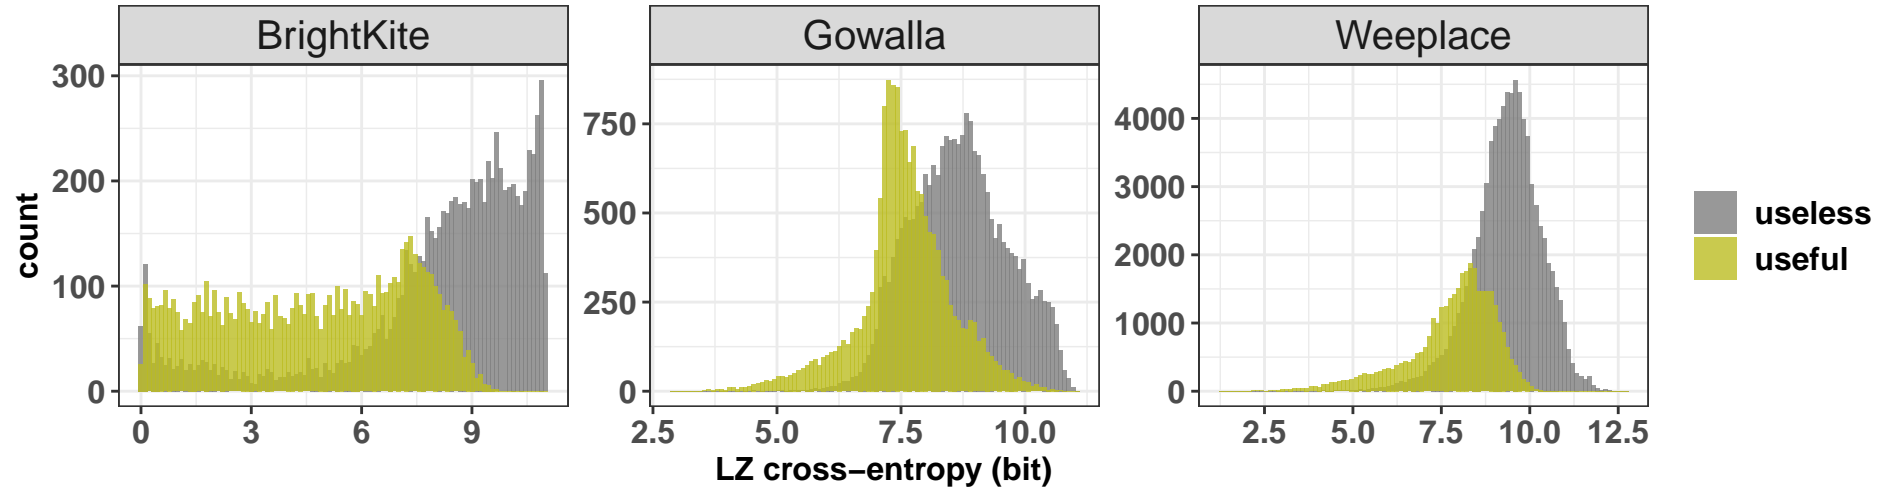 BrightKite Gowalla Weeplace
count
300
200
100
0
0 3 6 9
750
500
250
0
2.5 5.0 7.5 10.0
4000
3000
2000
1000
0
2.5 5.0 7.5 10.0 12.5
LZ cross−entropy (bit)
useless
useful